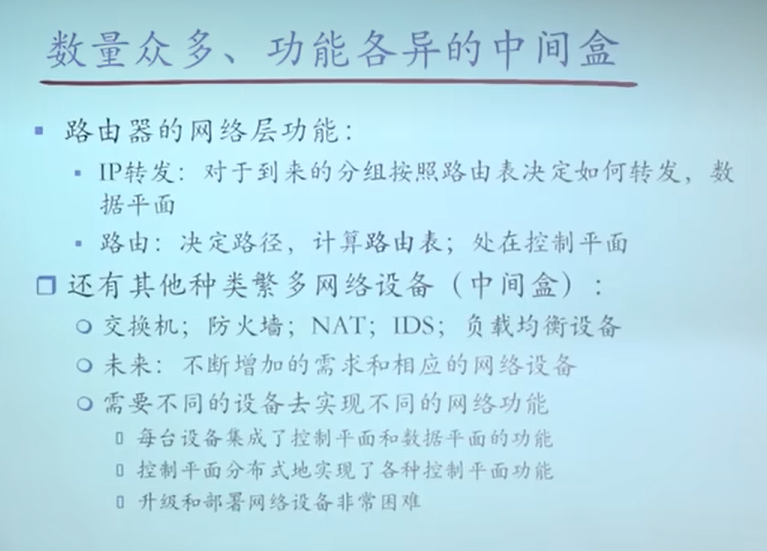 数量众多、功能各异的中间盒
路由器的网络层功能:
IP转发: 对于到来的分组按照路由表决定如何转发, 数
据平面
路由: 决定路径, 计算路由表; 处在控制平面
还有其他种类繁多网络设备 (中间盒) :
交换机; 防火墙; NAT; IDS; 负载均衡设备
未来: 不断增加的需求和相应的网络设备
需要不同的设备去实现不同的网络功能
每台设备集成了控制平面和数据平面的功能
控制平面分布式地实现了各种控制平面功能
升级和部署网络设备非常困难